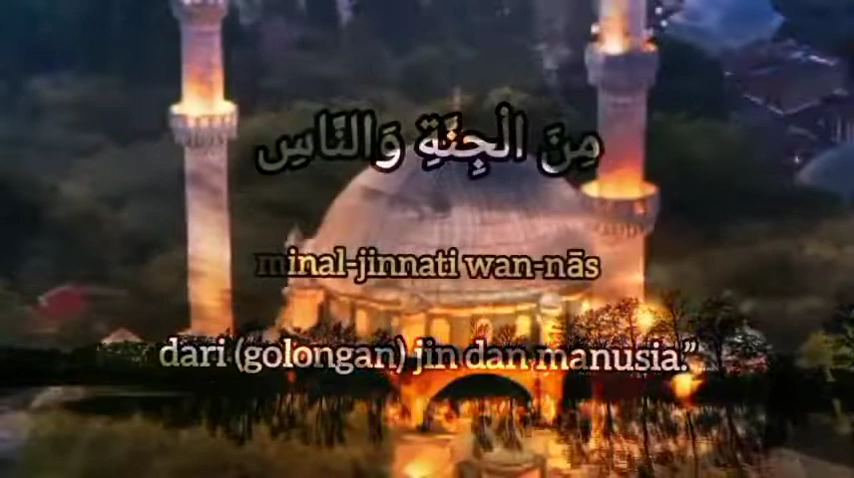 مِنَ الْجِنَّةِ وَالنَّاسِ
minal-jinnati wan-nās
dari (golongan) jin dan manusia.”